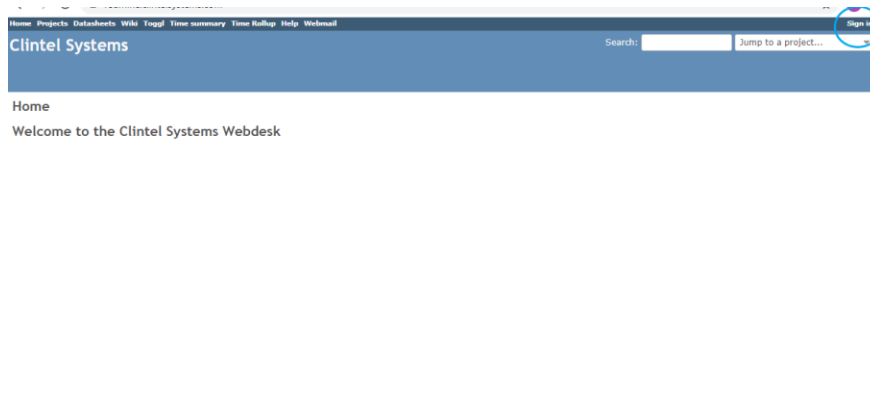 Home Projects Datasheets Wiki Toggl Time summary Time Rollup Help Webmail
Clintel Systems
Search:
Jump to a project...
Home
Welcome to the Clintel Systems Webdesk